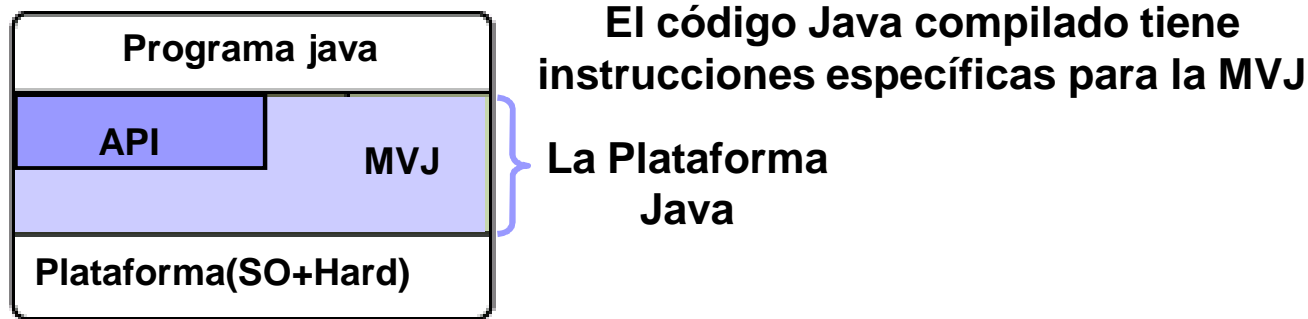 Programa java
API
MVJ
Plataforma(SO+Hard)
El código Java compilado tiene
instrucciones específicas para la MVJ
La Plataforma
Java